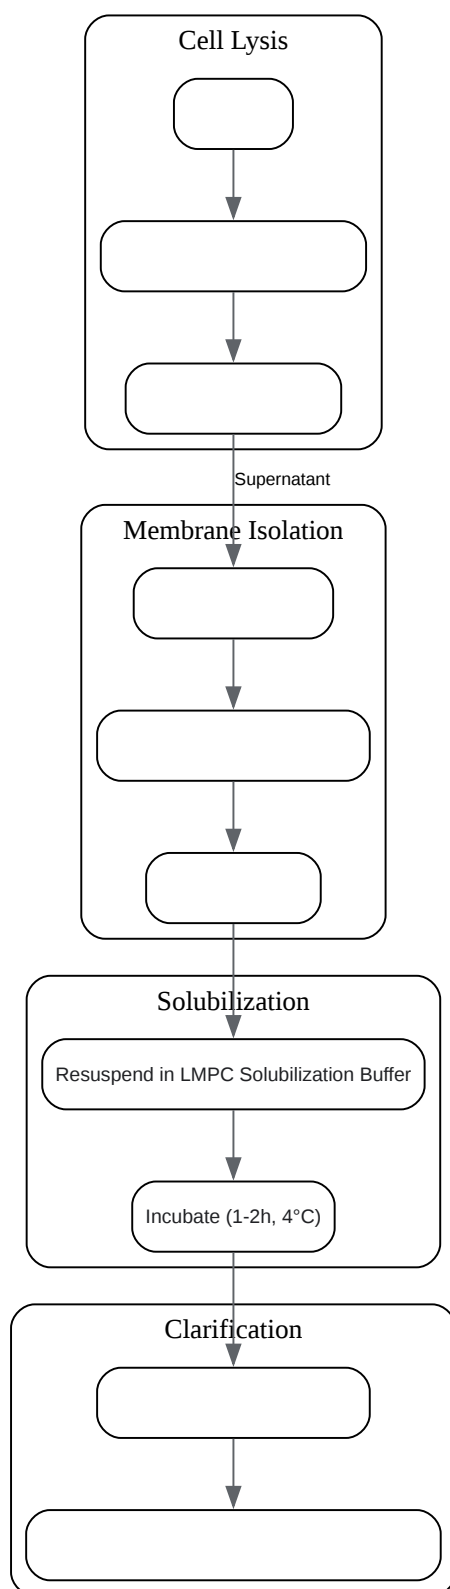 Cell Lysis
Supernatant
Membrane Isolation
Solubilization
Resuspend in LMPC Solubilization Buffer
Incubate (1-2h, 4°C)
Clarification